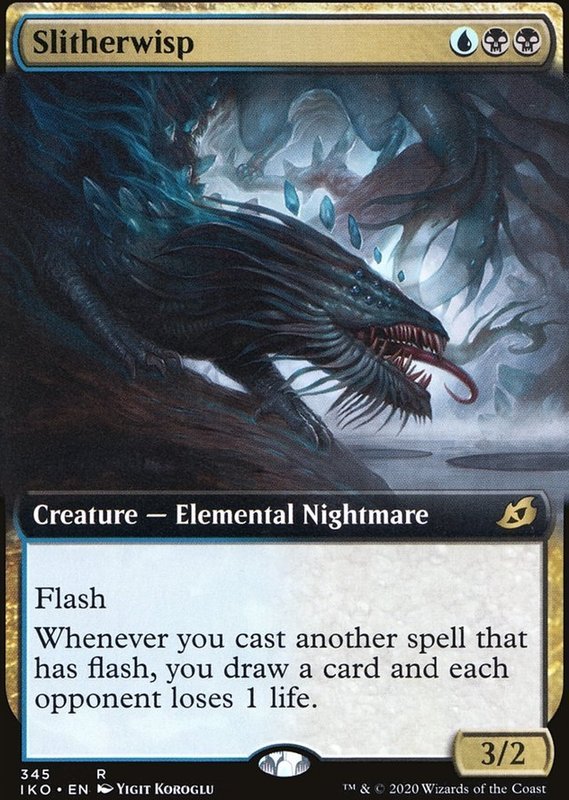 Slitherwisp
Creature — Elemental Nightmare
Flash
Whenever you cast another spell that
has flash, you draw a card and each
opponent loses 1 life.
3/2
345 R
IKO • EN Yigit Koroglu
™ & © 2020 Wizards of the Coast